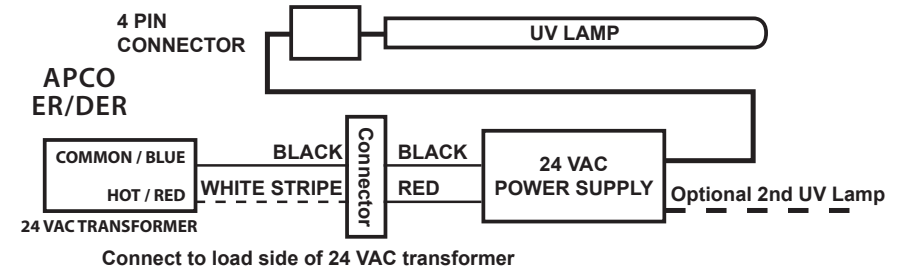 4 PIN
CONNECTOR
UV LAMP
APCO
ER/DER
COMMON / BLUE
HOT / RED
24 VAC TRANSFORMER
BLACK
WHITE STRIPE
Connector
BLACK
RED
24 VAC
POWER SUPPLY
Optional 2nd UV Lamp
Connect to load side of 24 VAC transformer